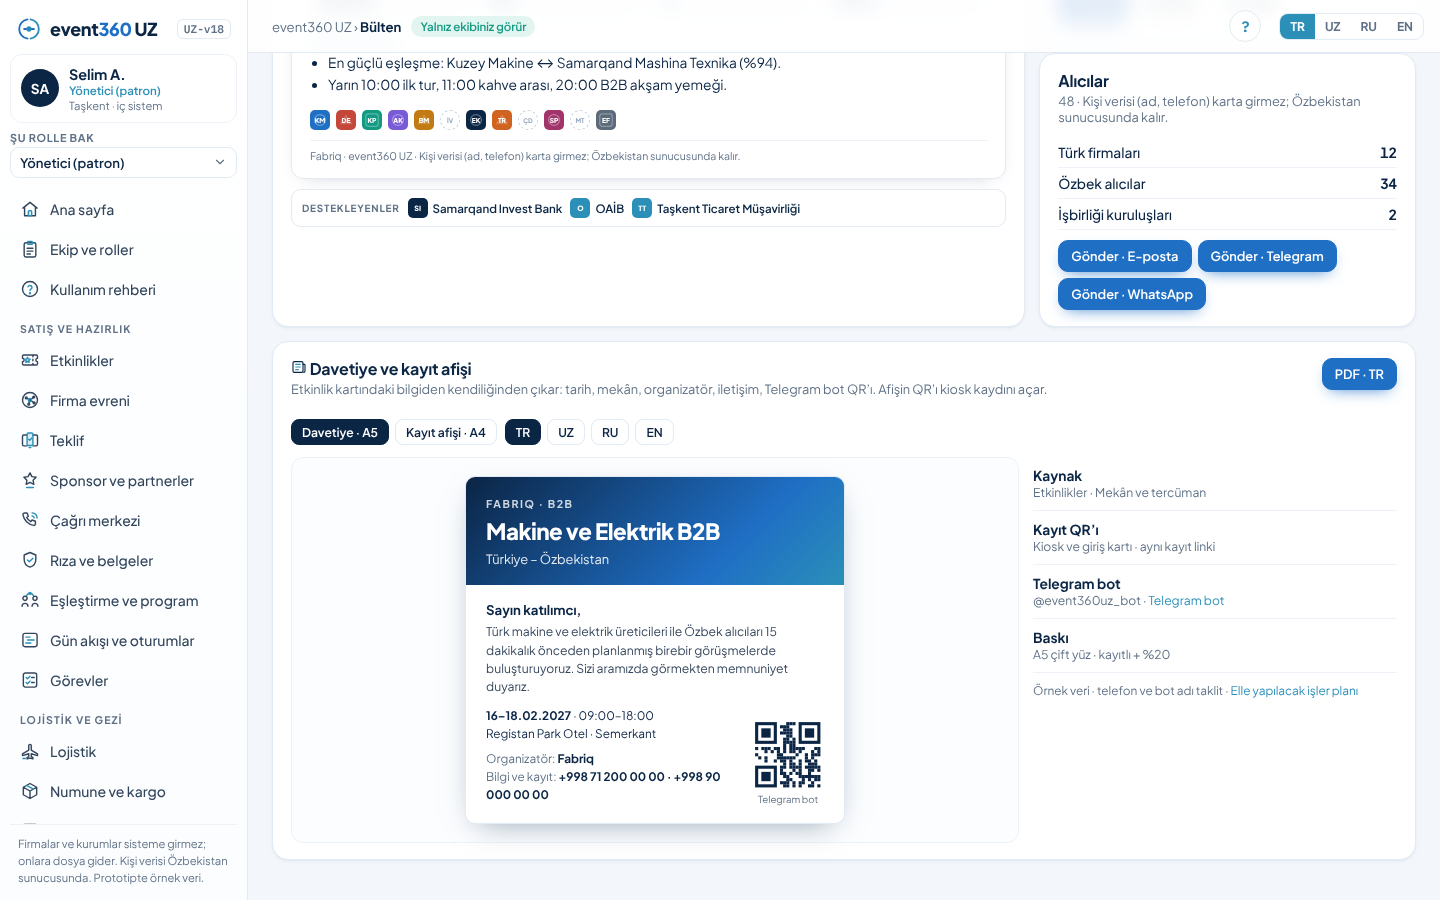 event360 UZ
UZ-v18
SA
Selim A.
Yönetici (patron)
Taşkent · iç sistem
ŞU ROLLE BAK
Yönetici (patron)
Ana sayfa
Ekip ve roller
Kullanım rehberi
SATIŞ VE HAZIRLIK
Etkinlikler
Firma evreni
Teklif
Sponsor ve partnerler
Çağrı merkezi
Rıza ve belgeler
Eşleştirme ve program
Gün akışı ve oturumlar
Görevler
LOJİSTİK VE GEZİ
Lojistik
Numune ve kargo
Firmalar ve kurumlar sisteme girmez;
onlara dosya gider. Kişi verisi Özbekistan
sunucusunda. Prototipte örnek veri.
event360 UZ › Bülten
Yalnız ekibiniz görür
?
TR UZ RU EN
• En güçlü eşleşme: Kuzey Makine ↔ Samarqand Mashina Texnika (%94).
• Yarın 10:00 ilk tur, 11:00 kahve arası, 20:00 B2B akşam yemeği.
KM DE KP AK BM İV EK TR ÇD SP MT EF
Fabriq · event360 UZ · Kişi verisi (ad, telefon) karta girmez; Özbekistan sunucusunda kalır.
DESTEKLEYENLER SI Samarqand Invest Bank O OAİB TT Taşkent Ticaret Müşavirliği
Alıcılar
48 · Kişi verisi (ad, telefon) karta girmez; Özbekistan
sunucusunda kalır.
Türk firmaları 12
Özbek alıcılar 34
İşbirliği kuruluşları 2
Gönder · E-posta
Gönder · Telegram
Gönder · WhatsApp
Davetiye ve kayıt afişi
Etkinlik kartındaki bilgiden kendiliğinden çıkar: tarih, mekân, organizatör, iletişim, Telegram bot QR'ı. Afişin QR'ı kiosk kaydını açar.
PDF · TR
Davetiye · A5
Kayıt afişi · A4
TR UZ RU EN
FABRIQ · B2B
Makine ve Elektrik B2B
Türkiye – Özbekistan
Sayın katılımcı,
Türk makine ve elektrik üreticileri ile Özbek alıcıları 15
dakikalık önceden planlanmış birebir görüşmelerde
buluşturuyoruz. Sizi aramızda görmekten memnuniyet
duyarız.
16–18.02.2027 · 09:00–18:00
Registan Park Otel · Semerkant
Organizatör: Fabriq
Bilgi ve kayıt: +998 71 200 00 00 · +998 90
000 00 00
Telegram bot
Kaynak
Etkinlikler · Mekân ve tercüman
Kayıt QR'ı
Kiosk ve giriş kartı · aynı kayıt linki
Telegram bot
@event360uz_bot · Telegram bot
Baskı
A5 çift yüz · kayıtlı + %20
Örnek veri · telefon ve bot adı taklit · Elle yapılacak işler planı